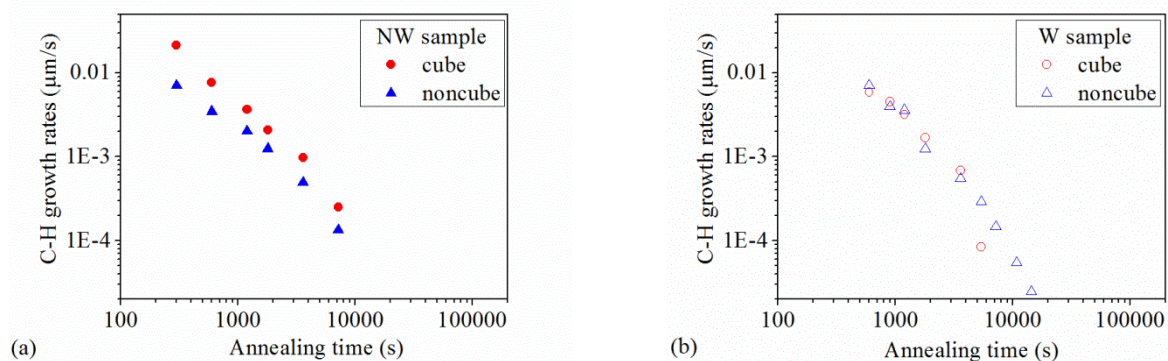 NW sample
cube
noncube
0.01
1E-3
1E-4
C-H growth rates (μm/s)
100 1000 10000 100000
Annealing time (s)
(a)
W sample
cube
noncube
0.01
1E-3
1E-4
C-H growth rates (μm/s)
100 1000 10000 100000
Annealing time (s)
(b)